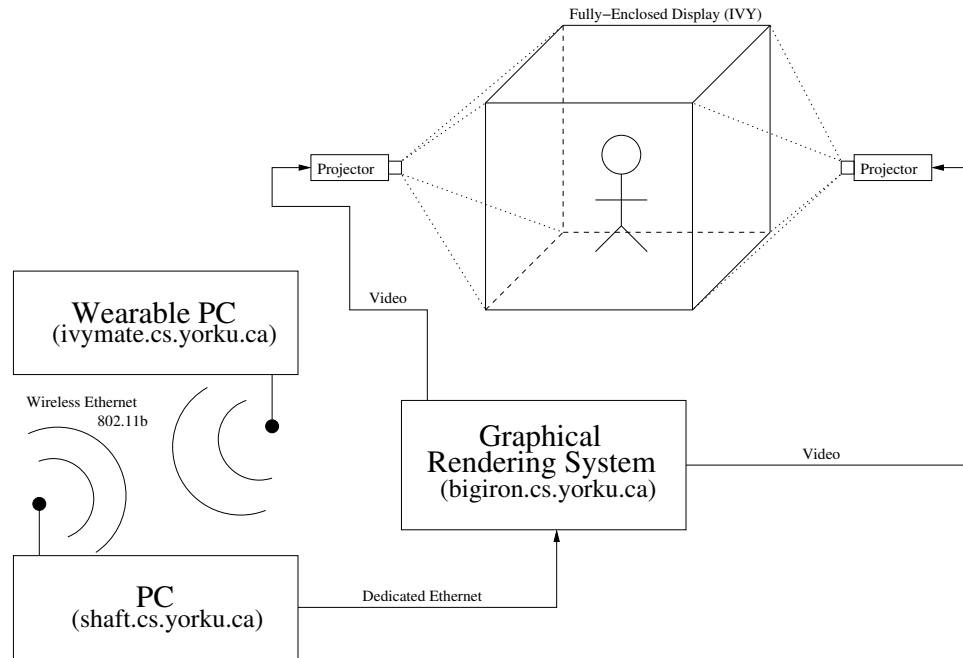 Fully−Enclosed Display (IVY)
Projector
Projector
Wearable PC
(ivymate.cs.yorku.ca)
Video
Wireless Ethernet
802.11b
Graphical
Rendering System
(bigiron.cs.yorku.ca)
Video
PC
(shaft.cs.yorku.ca)
Dedicated Ethernet